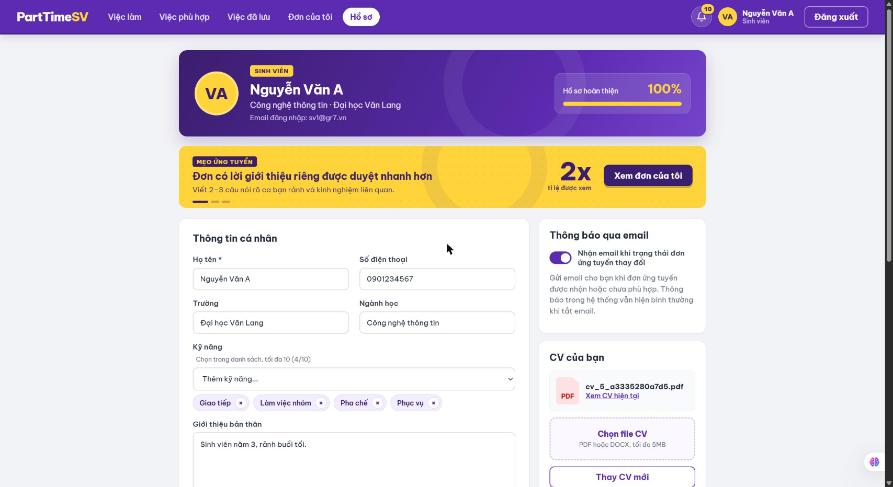 PartTimeSV
Việc làm
Việc phù hợp
Việc đã lưu
Đơn của tôi
Hồ sơ
10
VA
Nguyễn Văn A
Sinh viên
Đăng xuất
VA
SINH VIÊN
Nguyễn Văn A
Công nghệ thông tin · Đại học Văn Lang
Email đăng nhập: sv1@gr7.vn
Hồ sơ hoàn thiện
100%
MẸO ỨNG TUYỂN
Đơn có lời giới thiệu riêng được duyệt nhanh hơn
Viết 2–3 câu nói rõ ca bạn rảnh và kinh nghiệm liên quan.
2x
tỉ lệ được xem
Xem đơn của tôi
Thông tin cá nhân
Họ tên *
Nguyễn Văn A
Số điện thoại
0901234567
Trường
Đại học Văn Lang
Ngành học
Công nghệ thông tin
Kỹ năng
Chọn trong danh sách, tối đa 10 (4/10)
Thêm kỹ năng...
Giao tiếp ×
Làm việc nhóm ×
Pha chế ×
Phục vụ ×
Giới thiệu bản thân
Sinh viên năm 3, rảnh buổi tối.
Thông báo qua email
Nhận email khi trạng thái đơn
ứng tuyển thay đổi
Gửi email cho bạn khi đơn ứng tuyển
được nhận hoặc chưa phù hợp. Thông
báo trong hệ thống vẫn hiện bình thường
khi tắt email.
CV của bạn
PDF
cv_5_a3335280a7d5.pdf
Xem CV hiện tại
Chọn file CV
PDF hoặc DOCX, tối đa 5MB
Thay CV mới